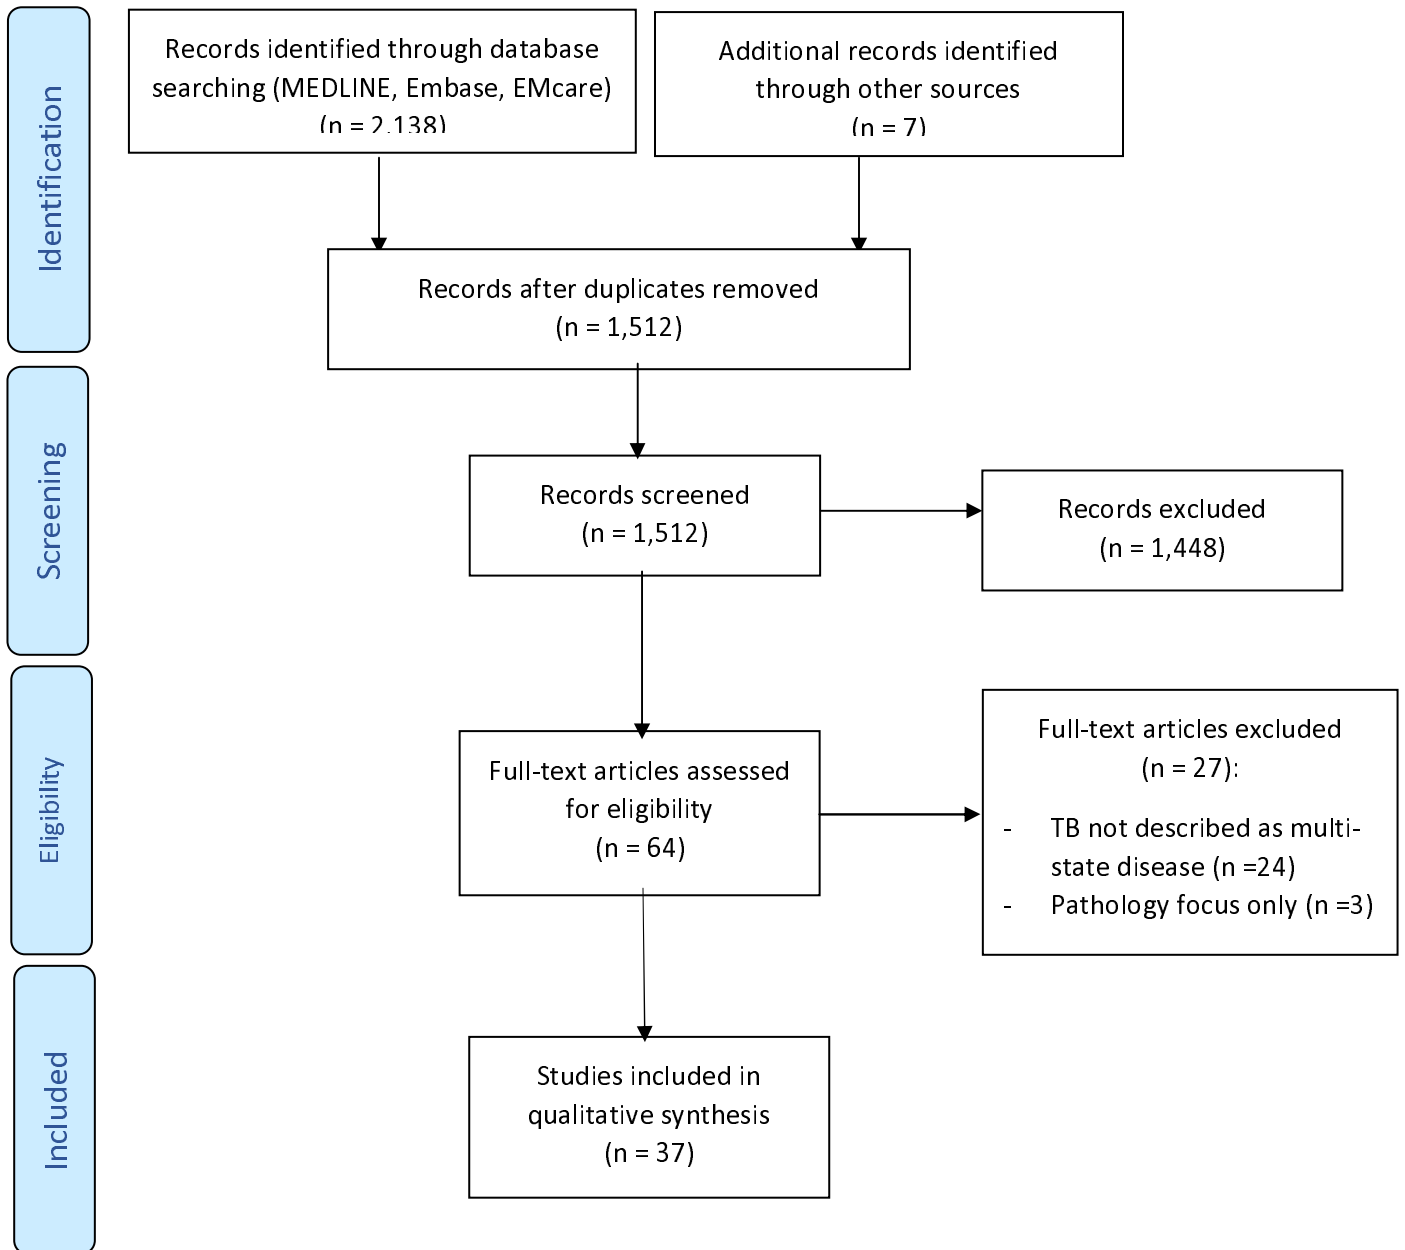 Identification
Records identified through database
searching (MEDLINE, Embase, EMcare)
(n = 2,138)
Additional records identified
through other sources
(n = 7)
Records after duplicates removed
(n = 1,512)
Screening
Records screened
(n = 1,512)
Records excluded
(n = 1,448)
Eligibility
Full-text articles assessed
for eligibility
(n = 64)
Full-text articles excluded
(n = 27):
- TB not described as multi-
state disease (n =24)
- Pathology focus only (n =3)
Included
Studies included in
qualitative synthesis
(n = 37)